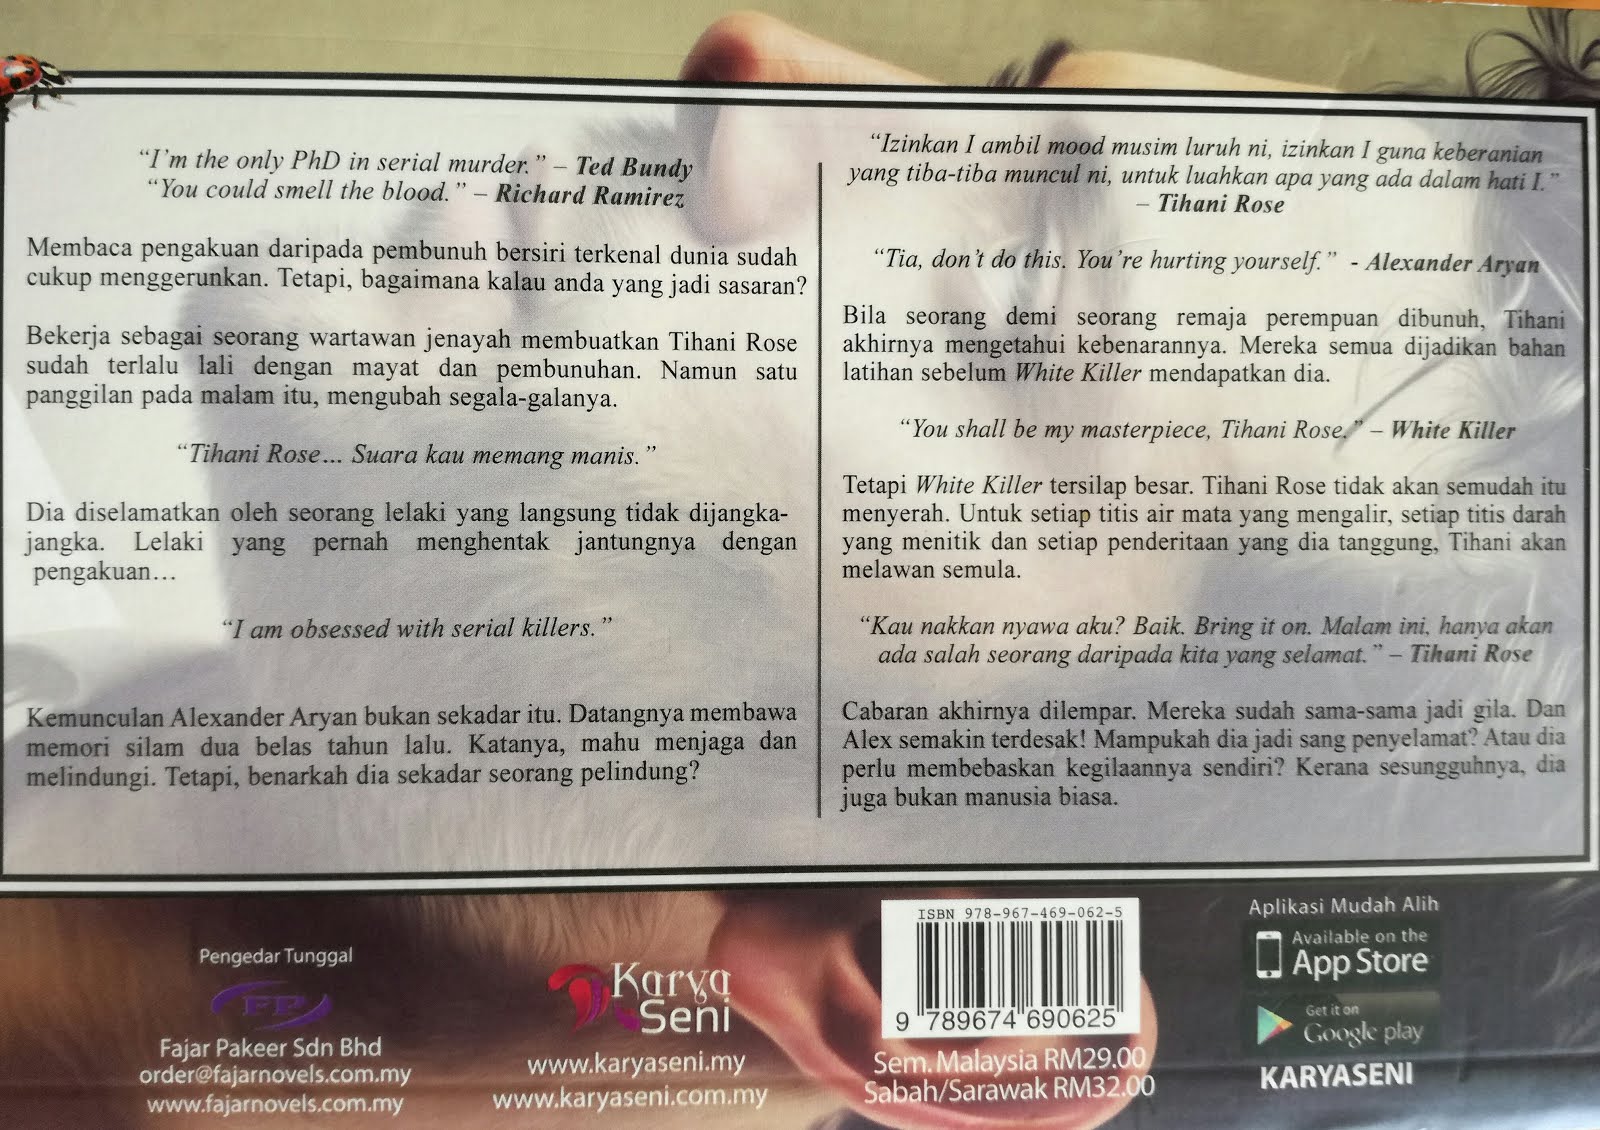 “I’m the only PhD in serial murder.” – Ted Bundy
“You could smell the blood.” – Richard Ramirez
Membaca pengakuan daripada pembunuh bersiri terkenal dunia sudah
cukup menggerunkan. Tetapi, bagaimana kalau anda yang jadi sasaran?
Bekerja sebagai seorang wartawan jenayah membuatkan Tihani Rose
sudah terlalu lali dengan mayat dan pembunuhan. Namun satu
panggilan pada malam itu, mengubah segala-galanya.
“Tihani Rose... Suara kau memang manis.”
Dia diselamatkan oleh seorang lelaki yang langsung tidak dijangka-
jangka. Lelaki yang pernah menghentak jantungnya dengan
pengakuan...
“I am obsessed with serial killers.”
Kemunculan Alexander Aryan bukan sekadar itu. Datangnya membawa
memori silam dua belas tahun lalu. Katanya, mahu menjaga dan
melindungi. Tetapi, benarkah dia sekadar seorang pelindung?
“Izinkan I ambil mood musim luruh ni, izinkan I guna keberanian
yang tiba-tiba muncul ni, untuk luahkan apa yang ada dalam hati I.”
– Tihani Rose
“Tia, don’t do this. You’re hurting yourself.” - Alexander Aryan
Bila seorang demi seorang remaja perempuan dibunuh, Tihani
akhirnya mengetahui kebenarannya. Mereka semua dijadikan bahan
latihan sebelum White Killer mendapatkan dia.
“You shall be my masterpiece, Tihani Rose.” – White Killer
Tetapi White Killer tersilap besar. Tihani Rose tidak akan semudah itu
menyerah. Untuk setiap titis air mata yang mengalir, setiap titis darah
yang menitik dan setiap penderitaan yang dia tanggung, Tihani akan
melawan semula.
“Kau nakkan nyawa aku? Baik. Bring it on. Malam ini, hanya akan
ada salah seorang daripada kita yang selamat.” – Tihani Rose
Cabaran akhirnya dilempar. Mereka sudah sama-sama jadi gila. Dan
Alex semakin terdesak! Mampukah dia jadi sang penyelamat? Atau dia
perlu membebaskan kegilaannya sendiri? Kerana sesungguhnya, dia
juga bukan manusia biasa.
Pengedar Tunggal
FP
Fajar Pakeer Sdn Bhd
order@fajarnovels.com.my
www.fajarnovels.com.my
Karya
Seni
www.karyaseni.my
www.karyaseni.com.my
ISBN 978-967-469-062-5
9 789674 690625
Sem. Malaysia RM29.00
Sabah/Sarawak RM32.00
Aplikasi Mudah Alih
Available on the
App Store
Get it on
Google play
KARYASENI